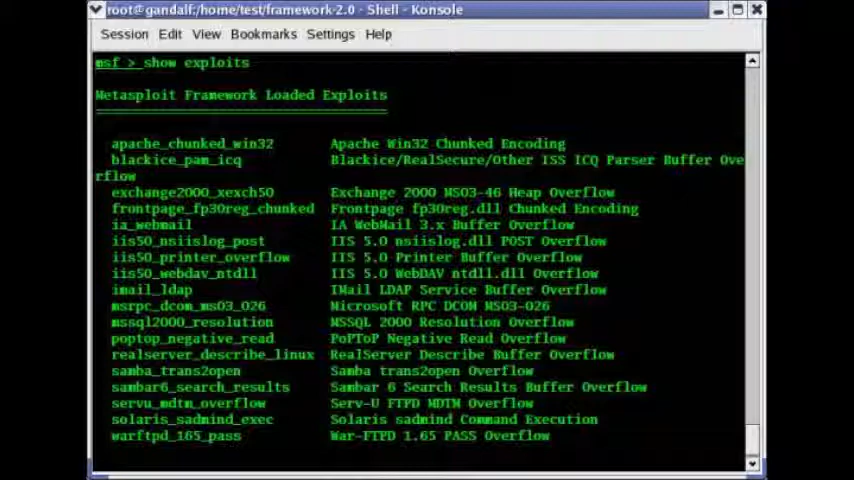 root@gandalf:/home/test/framework-2.0 - Shell - Konsole
Session Edit View Bookmarks Settings Help
msf > show exploits
Metasploit Framework Loaded Exploits
====================================
apache_chunked_win32 Apache Win32 Chunked Encoding
blackice_pam_icq Blackice/RealSecure/Other ISS ICQ Parser Buffer Ove
rflow
exchange2000_xexch50 Exchange 2000 MS03-46 Heap Overflow
frontpage_fp30reg_chunked Frontpage fp30reg.dll Chunked Encoding
ia_webmail IA WebMail 3.x Buffer Overflow
iis50_nsiislog_post IIS 5.0 nsiislog.dll POST Overflow
iis50_printer_overflow IIS 5.0 Printer Buffer Overflow
iis50_webdav_ntdll IIS 5.0 WebDAV ntdll.dll Overflow
imail_ldap IMail LDAP Service Buffer Overflow
msrpc_dcom_ms03_026 Microsoft RPC DCOM MS03-026
mssql2000_resolution MSSQL 2000 Resolution Overflow
poptop_negative_read PoPToP Negative Read Overflow
realserver_describe_linux RealServer Describe Buffer Overflow
samba_trans2open Samba trans2open Overflow
sambar6_search_results Sambar 6 Search Results Buffer Overflow
servu_mdtm_overflow Serv-U FTPD MDTM Overflow
solaris_sadmind_exec Solaris sadmind Command Execution
warftpd_165_pass War-FTPD 1.65 PASS Overflow